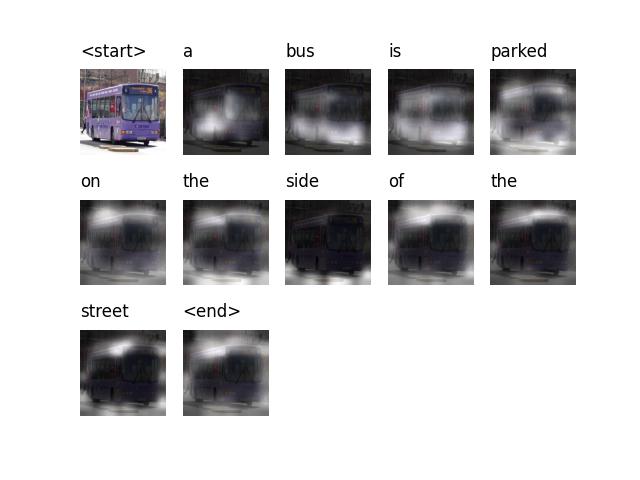 <start> a bus is parked
on the side of the
street <end>